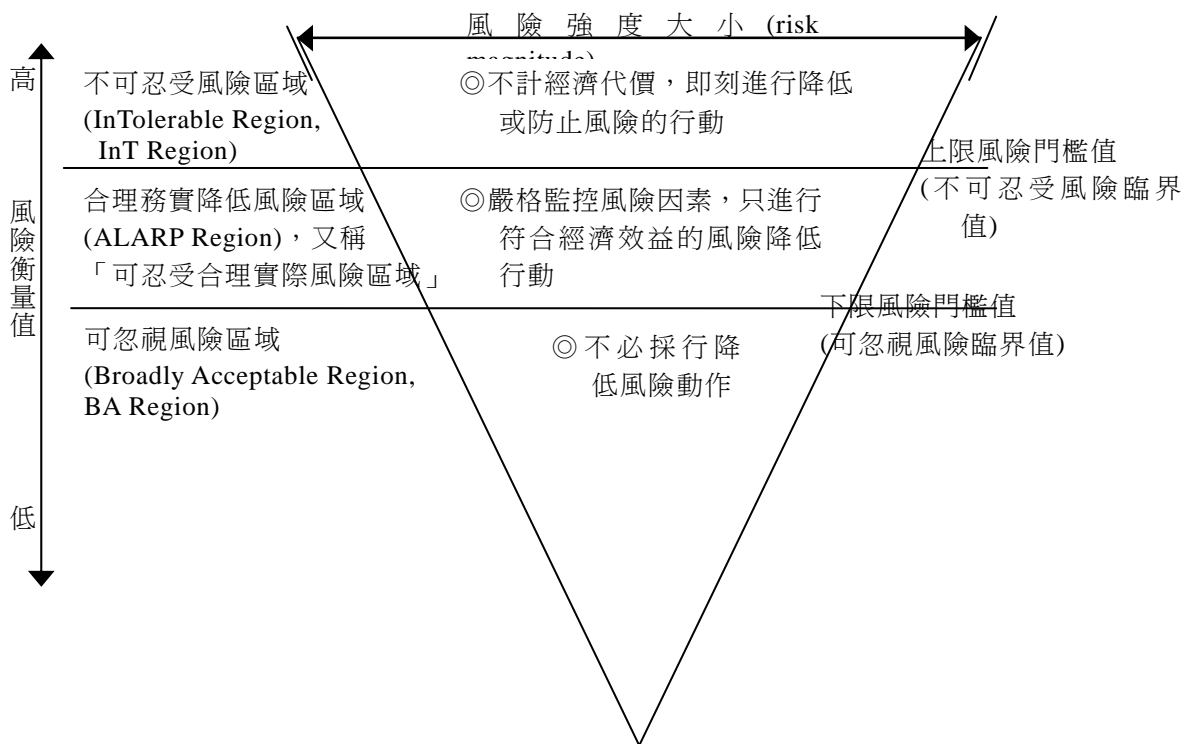 風險強度大小(risk
magnitude)
高
不可忍受風險區域
(InTolerable Region,
InT Region)
◎不計經濟代價，即刻進行降低
或防止風險的行動
上限風險門檻值
(不可忍受風險臨界
值)
風險衡量值
合理務實降低風險區域
(ALARP Region)，又稱
「可忍受合理實際風險區域」
◎嚴格監控風險因素，只進行
符合經濟效益的風險降低
行動
下限風險門檻值
(可忽視風險臨界值)
可忽視風險區域
(Broadly Acceptable Region,
BA Region)
◎不必採行降
低風險動作
低